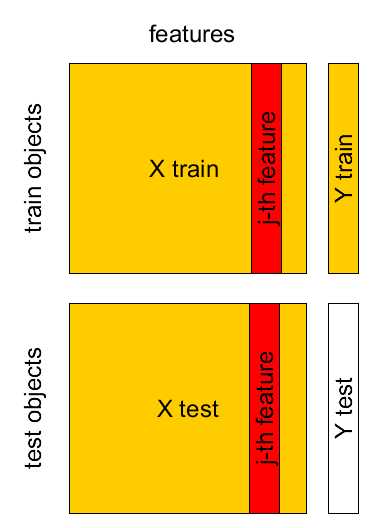 features
train objects
X train
j-th feature
Y train
test objects
X test
j-th feature
Y test